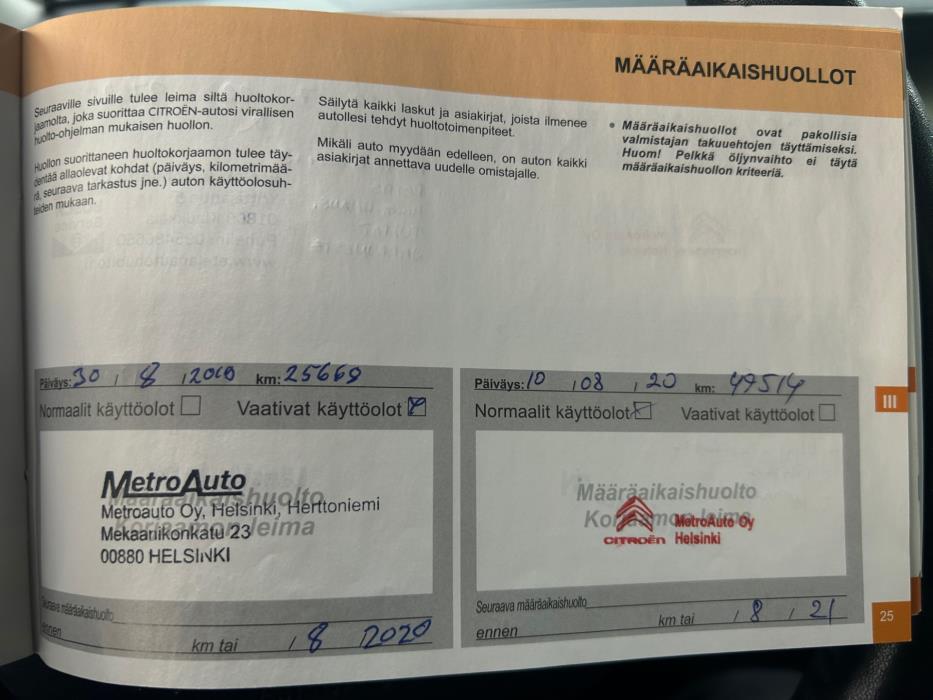 MÄÄRÄAIKAISHUOLLOT
Seuraaville sivuille tulee leima siltä huoltokor-
jaamolta, joka suorittaa CITROËN-autosi virallisen
huolto-ohjelman mukaisen huollon.
Huollon suorittaneen huoltokorjaamon tulee täy-
dentää allaolevat kohdat (päiväys, kilometrimää-
rä, seuraava tarkastus jne.) auton käyttöolosuh-
teiden mukaan.
Säilytä kaikki laskut ja asiakirjat, joista ilmenee
autollesi tehdyt huoltotoimenpiteet.
Mikäli auto myydään edelleen, on auton kaikki
asiakirjat annettava uudelle omistajalle.
• Määräaikaishuollot ovat pakollisia
valmistajan takuuehtojen täyttämiseksi.
Huom! Pelkkä öljynvaihto ei täytä
määräaikaishuollon kriteeriä.
Päiväys: 30 / 8 / km: 25669
Normaalit käyttöolot Vaativat käyttöolot
Määräaikaishuolto
Korjaamon leima
MetroAuto
Metroauto Oy, Helsinki, Herttoniemi
Mekaanikonkatu 23
00880 HELSINKI
Seuraava määräaikaishuolto
ennen km tai / 8 2020
Päiväys: 10 / 08 / 20 km: 49514
Normaalit käyttöolot Vaativat käyttöolot
Määräaikaishuolto
Korjaamon leima
CITROËN
MetroAuto Oy
Helsinki
Seuraava määräaikaishuolto
ennen km tai / 8 / 21
III
25